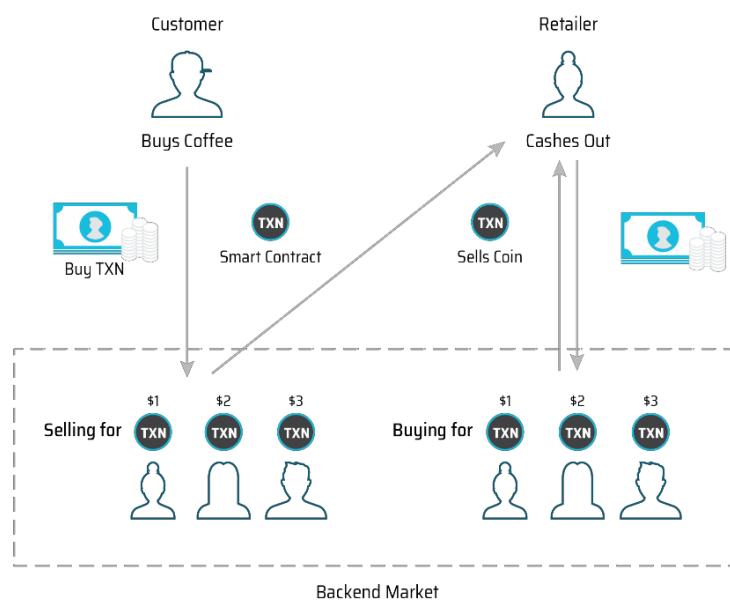 Customer
Retailer
Buys Coffee
Cashes Out
Buy TXN
TXN
Smart Contract
TXN
Sells Coin
$1 $2 $3
Selling for TXN TXN TXN
$1 $2 $3
Buying for TXN TXN TXN
Backend Market